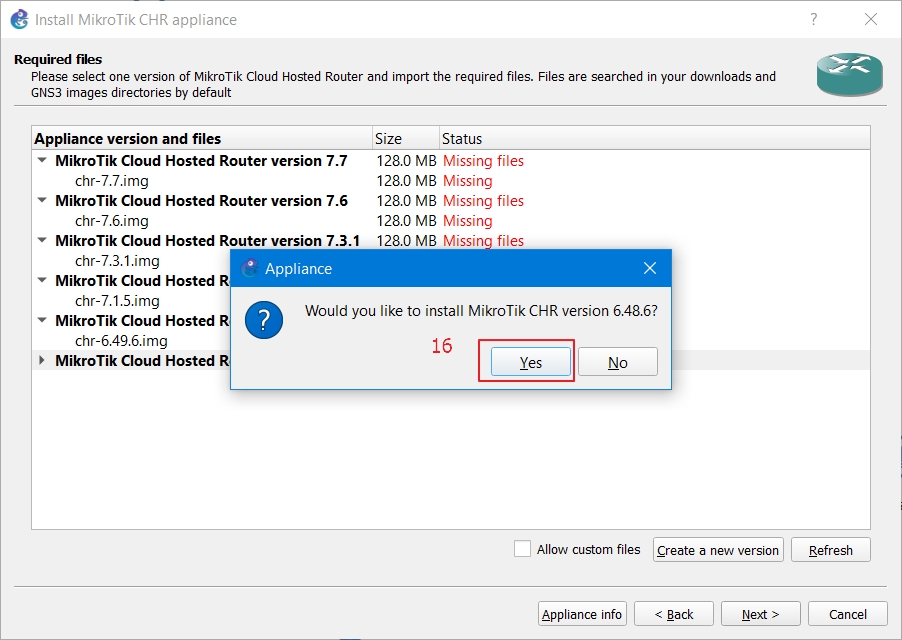 Install MikroTik CHR appliance
?
Required files
Please select one version of MikroTik Cloud Hosted Router and import the required files. Files are searched in your downloads and
GNS3 images directories by default
Appliance version and files Size Status
MikroTik Cloud Hosted Router version 7.7 128.0 MB Missing files
chr-7.7.img 128.0 MB Missing
MikroTik Cloud Hosted Router version 7.6 128.0 MB Missing files
chr-7.6.img 128.0 MB Missing
MikroTik Cloud Hosted Router version 7.3.1 128.0 MB Missing files
chr-7.3.1.img
MikroTik Cloud Hosted R
chr-7.1.5.img
MikroTik Cloud Hosted R
chr-6.49.6.img
MikroTik Cloud Hosted R
Appliance
?
Would you like to install MikroTik CHR version 6.48.6?
16
Yes No
Allow custom files Create a new version Refresh
Appliance info < Back Next > Cancel